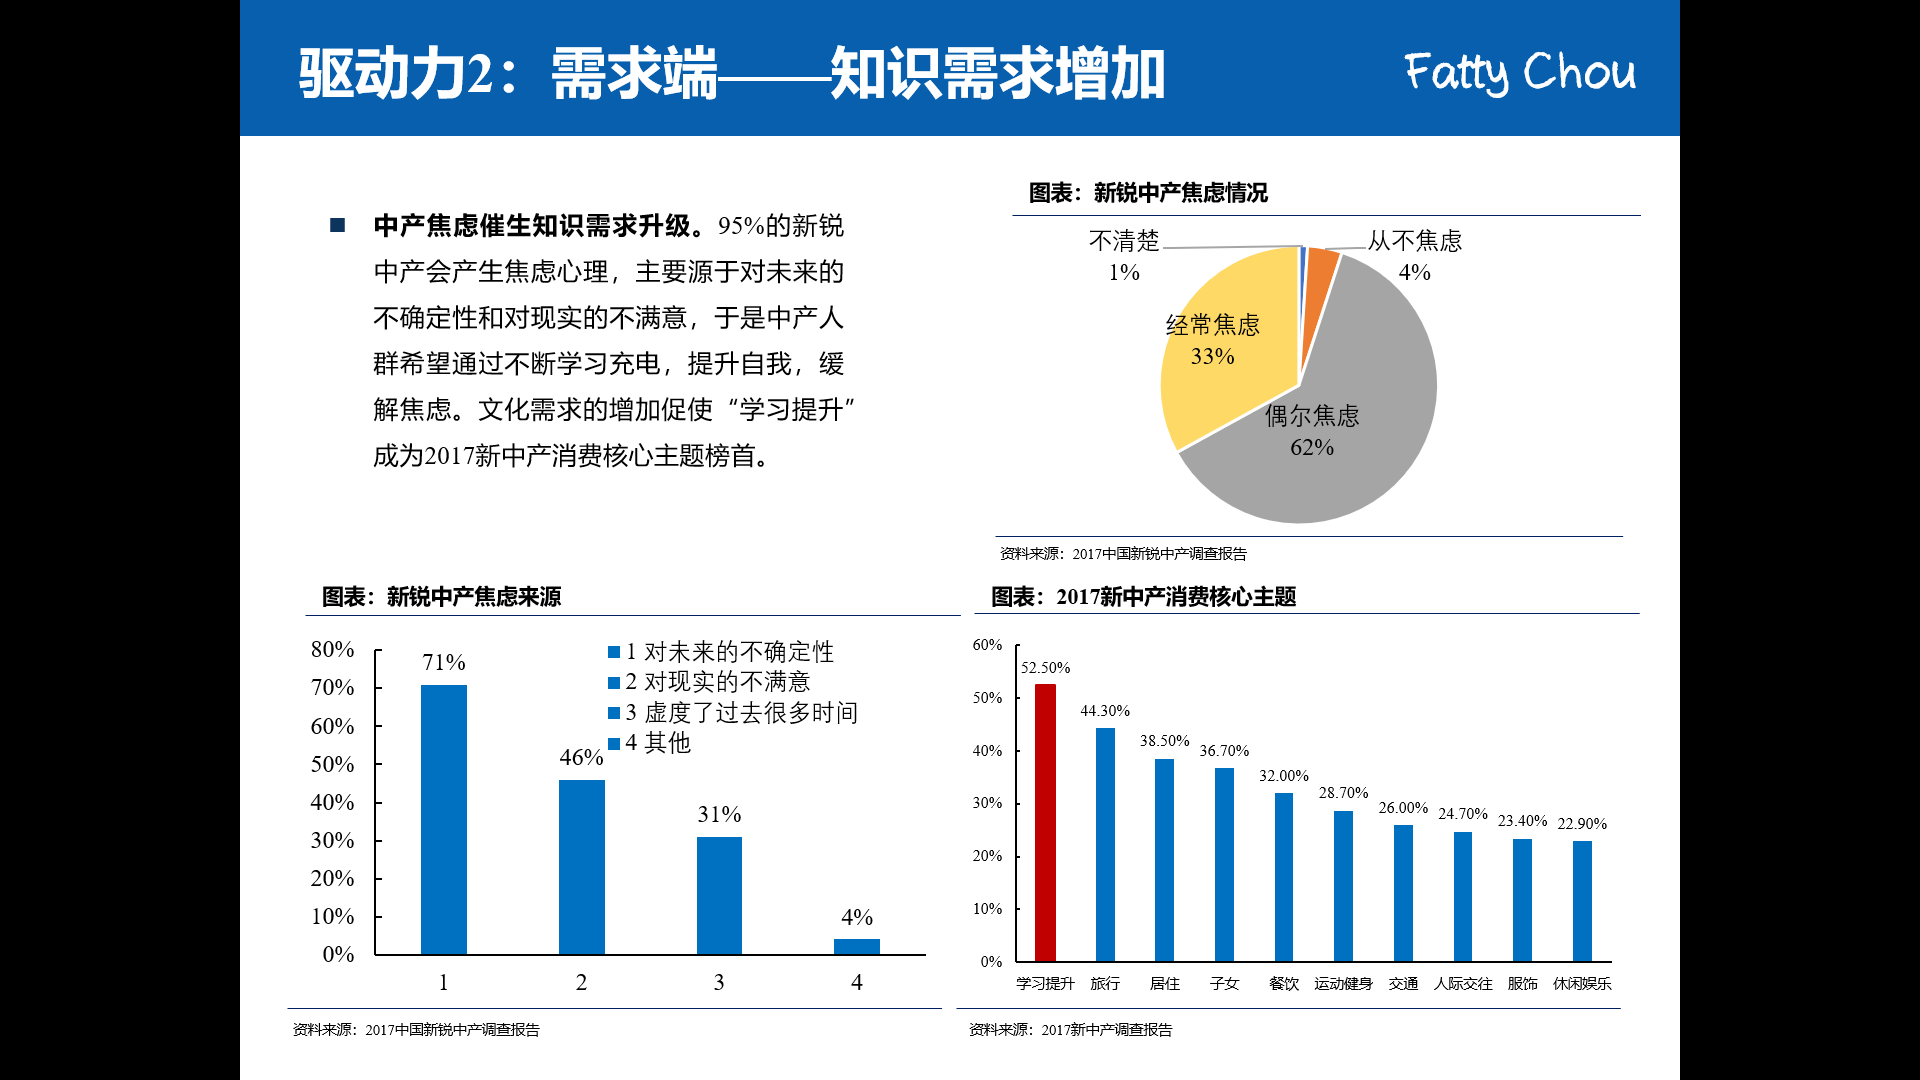 驱动力2：需求端——知识需求增加
Fatty Chou
中产焦虑催生知识需求升级。95%的新锐
中产会产生焦虑心理，主要源于对未来的
不确定性和对现实的不满意，于是中产人
群希望通过不断学习充电，提升自我，缓
解焦虑。文化需求的增加促使“学习提升”
成为2017新中产消费核心主题榜首。
图表：新锐中产焦虑情况
不清楚
1%
从不焦虑
4%
经常焦虑
33%
偶尔焦虑
62%
资料来源：2017中国新锐中产调查报告
图表：新锐中产焦虑来源
80%
70%
60%
50%
40%
30%
20%
10%
0%
71%
46%
31%
4%
1 对未来的不确定性
2 对现实的不满意
3 虚度了过去很多时间
4 其他
1
2
3
4
资料来源：2017中国新锐中产调查报告
图表：2017新中产消费核心主题
60%
50%
40%
30%
20%
10%
0%
52.50%
44.30%
38.50%
36.70%
32.00%
28.70%
26.00%
24.70%
23.40%
22.90%
学习提升
旅行
居住
子女
餐饮
运动健身
交通
人际交往
服饰
休闲娱乐
资料来源：2017新中产调查报告